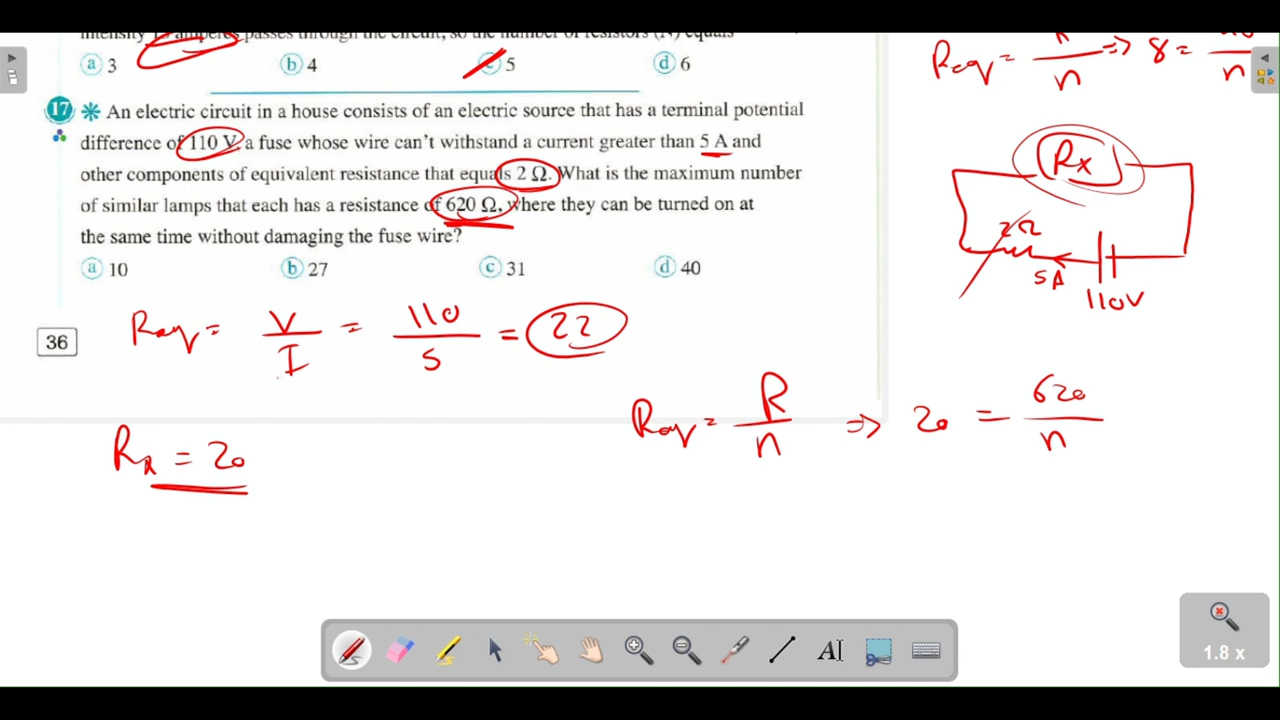 intensity 15 amperes passes through the circuit, so the number of resistors (N) equals
a 3 b 4 c 5 d 6
17 * An electric circuit in a house consists of an electric source that has a terminal potential
difference of 110 V, a fuse whose wire can't withstand a current greater than 5 A and
other components of equivalent resistance that equals 2 Ω. What is the maximum number
of similar lamps that each has a resistance of 620 Ω, where they can be turned on at
the same time without damaging the fuse wire?
a 10 b 27 c 31 d 40
36
Req = V/I = 110/5 = 22
Rx = 20
Req = R/n => 20 = 620/n
Req = R/n => 8 =
n
Rx
2Ω
5A
110V
AI
1.8 x